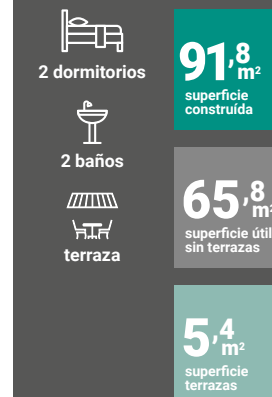 2 dormitorios
2 baños
terraza
91,8 m²
superficie
construída
65,8 m²
superficie útil
sin terrazas
5,4 m²
superficie
terrazas